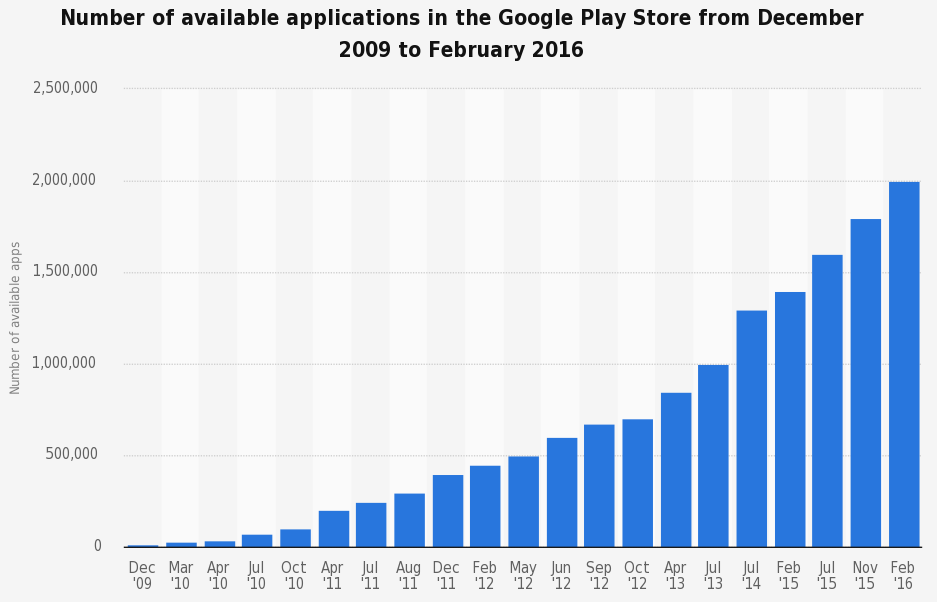 Number of available applications in the Google Play Store from December
2009 to February 2016
Number of available apps
2,500,000
2,000,000
1,500,000
1,000,000
500,000
0
Dec Mar Apr Jul Oct Apr Jul Aug Dec Feb May Jun Sep Oct Apr Jul Jul Feb Jul Nov Feb
'09 '10 '10 '10 '10 '11 '11 '11 '11 '12 '12 '12 '12 '12 '13 '13 '14 '15 '15 '15 '16